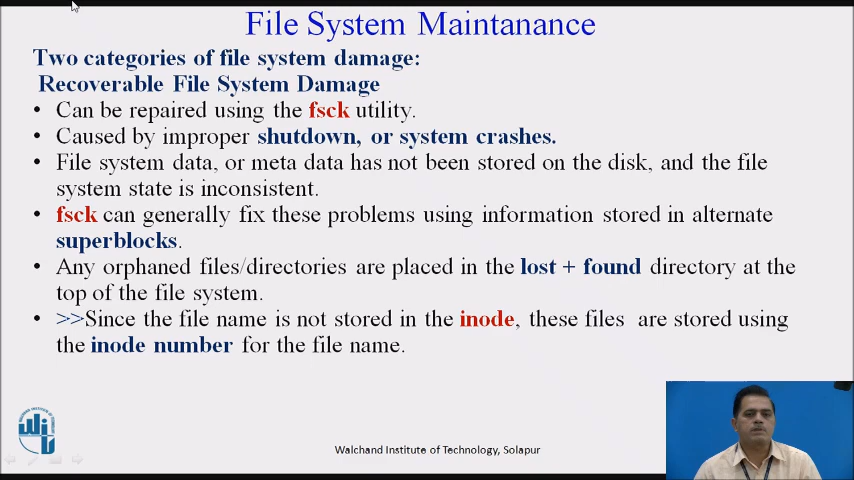 File System Maintanance
Two categories of file system damage:
Recoverable File System Damage
• Can be repaired using the fsck utility.
• Caused by improper shutdown, or system crashes.
• File system data, or meta data has not been stored on the disk, and the file
system state is inconsistent.
• fsck can generally fix these problems using information stored in alternate
superblocks.
• Any orphaned files/directories are placed in the lost + found directory at the
top of the file system.
• >>Since the file name is not stored in the inode, these files are stored using
the inode number for the file name.
Walchand Institute of Technology, Solapur